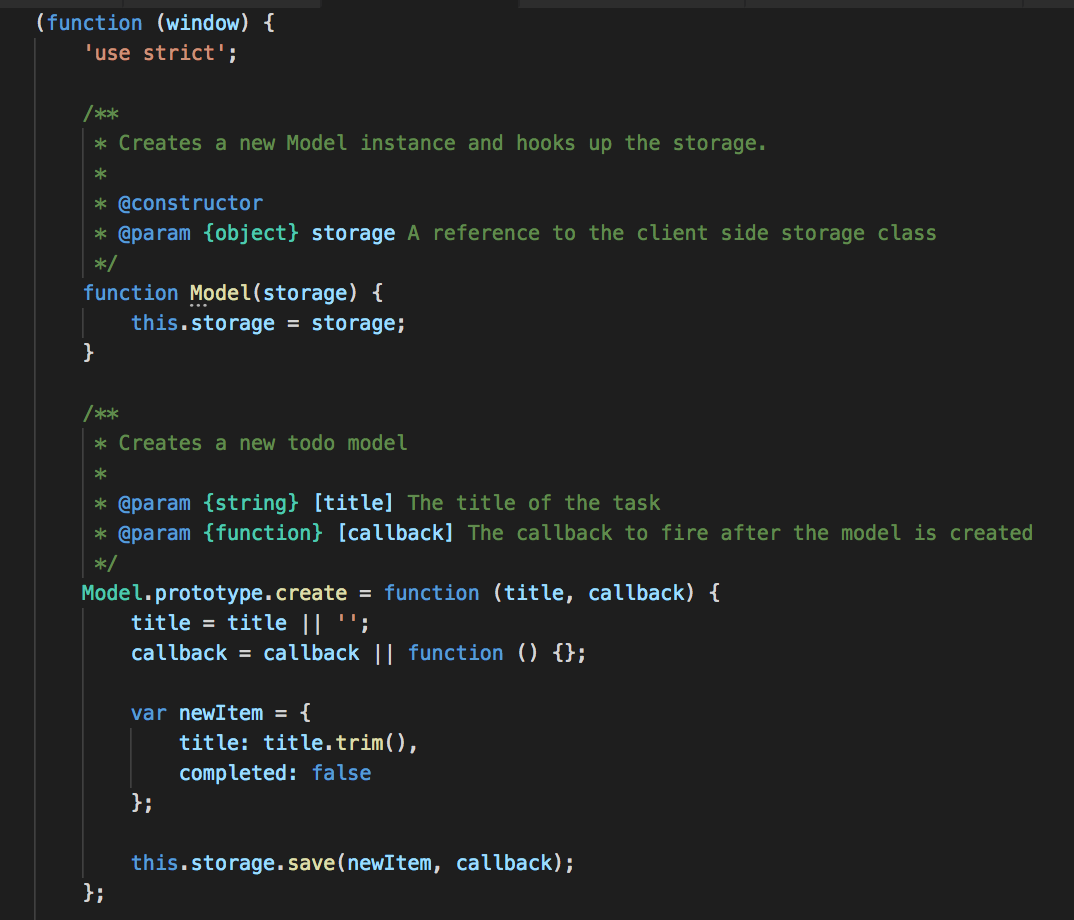 (function (window) {
    'use strict';

    /**
     * Creates a new Model instance and hooks up the storage.
     *
     * @constructor
     * @param {object} storage A reference to the client side storage class
     */
    function Model(storage) {
        this.storage = storage;
    }

    /**
     * Creates a new todo model
     *
     * @param {string} [title] The title of the task
     * @param {function} [callback] The callback to fire after the model is created
     */
    Model.prototype.create = function (title, callback) {
        title = title || '';
        callback = callback || function () {};

        var newItem = {
            title: title.trim(),
            completed: false
        };

        this.storage.save(newItem, callback);
    };